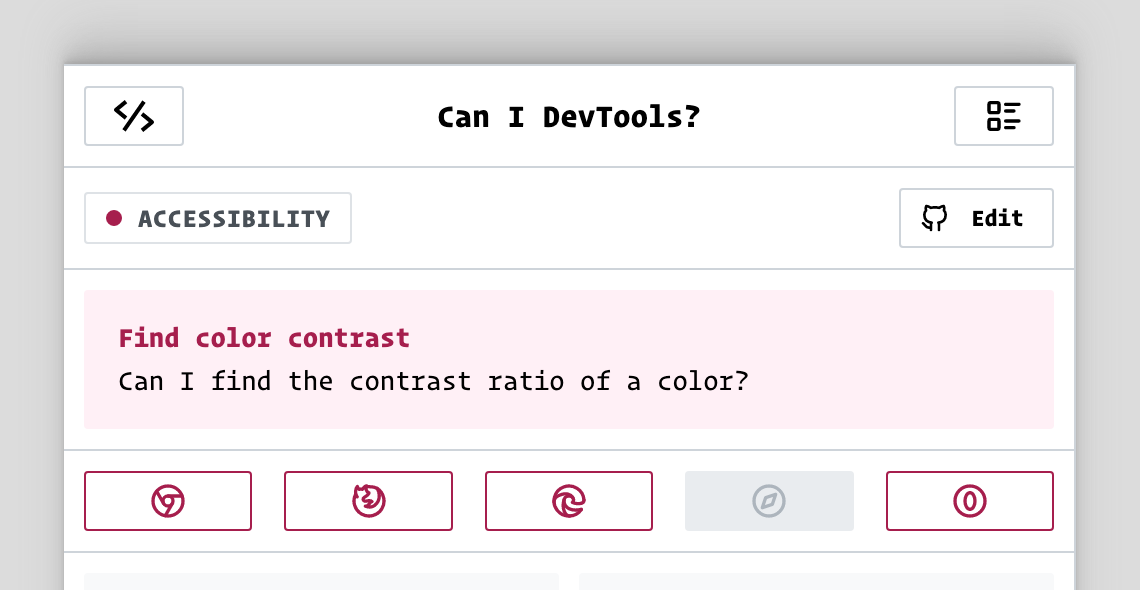 Can I DevTools?
ACCESSIBILITY
Edit
Find color contrast
Can I find the contrast ratio of a color?